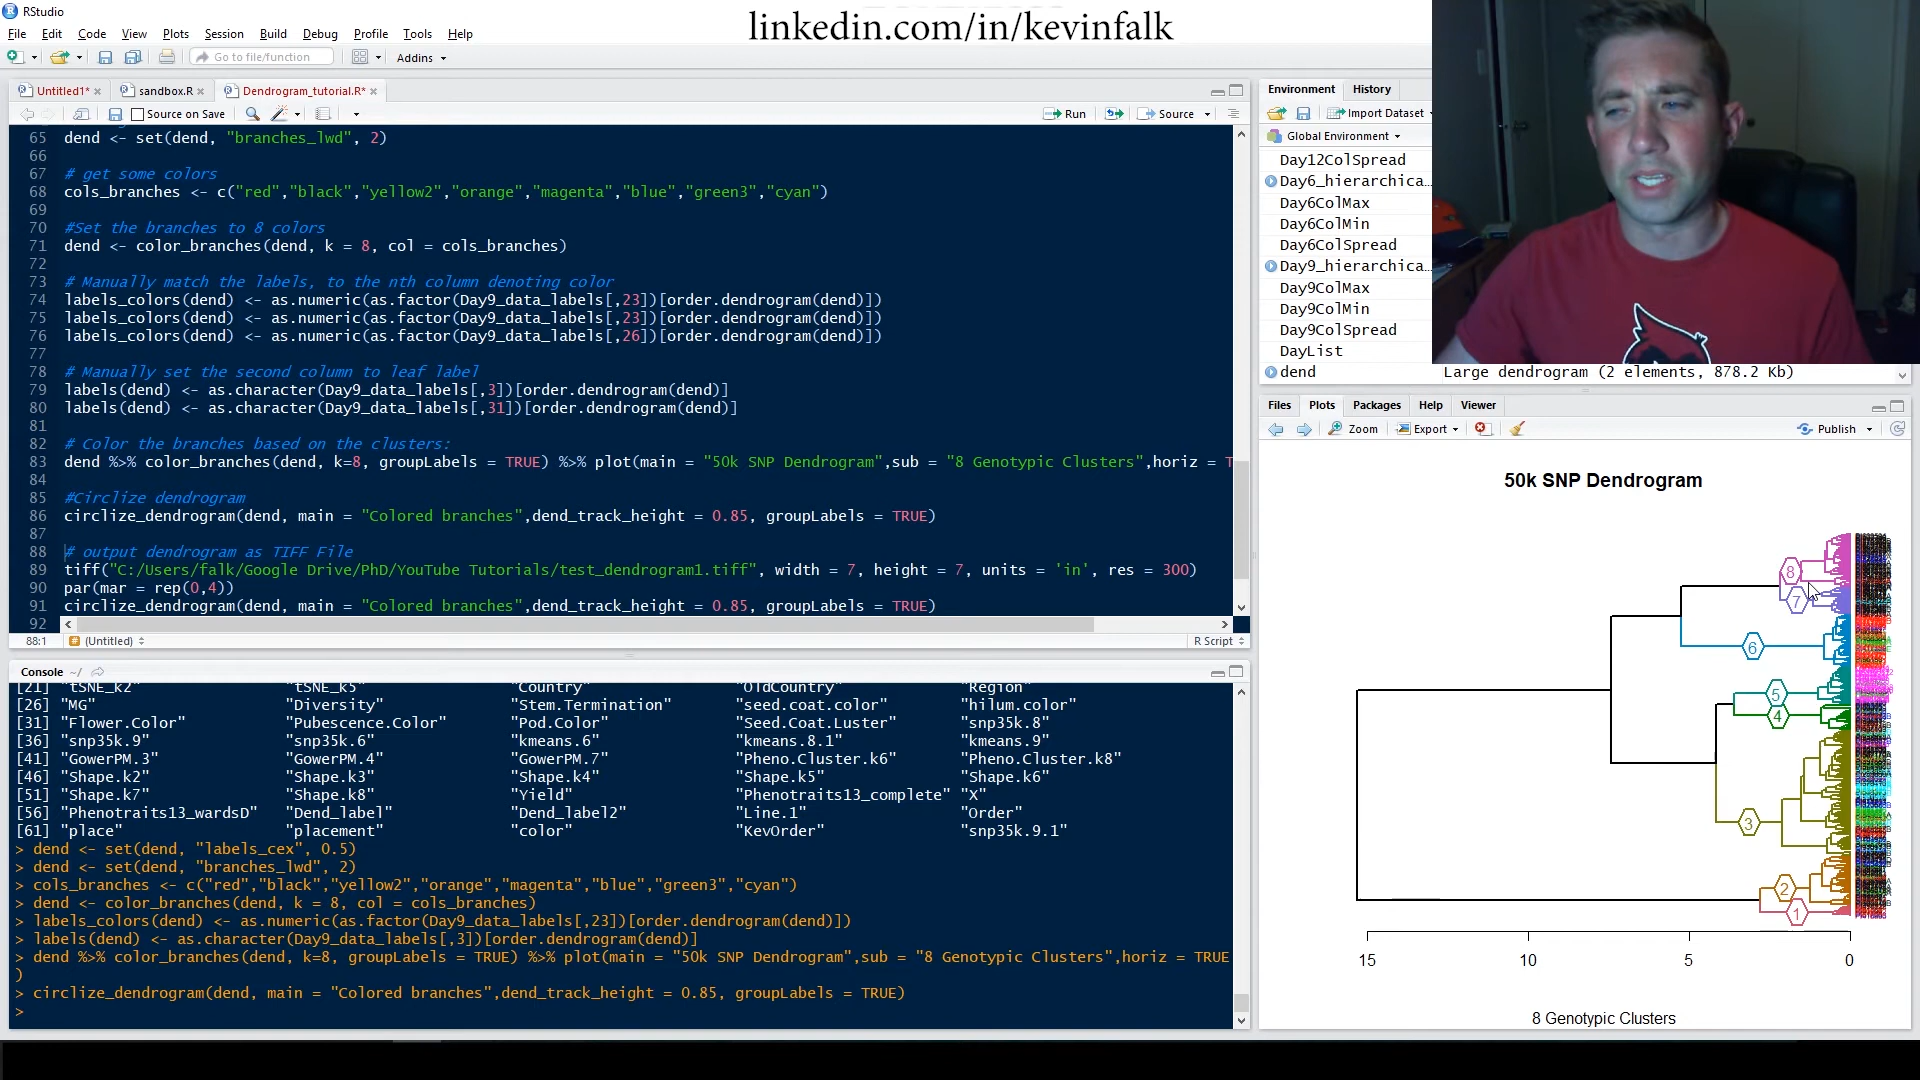 RStudio
linkedin.com/in/kevinfalk
File Edit Code View Plots Session Build Debug Profile Tools Help
Go to file/function
Addins
Untitled1*
sandbox.R
Dendrogram_tutorial.R*
Source on Save
Run
Source
65 dend <- set(dend, "branches_lwd", 2)
66
67 # get some colors
68 cols_branches <- c("red","black","yellow2","orange","magenta","blue","green3","cyan")
69
70 #Set the branches to 8 colors
71 dend <- color_branches(dend, k = 8, col = cols_branches)
72
73 # Manually match the labels, to the nth column denoting color
74 labels_colors(dend) <- as.numeric(as.factor(Day9_data_labels[,23])[order.dendrogram(dend)])
75 labels_colors(dend) <- as.numeric(as.factor(Day9_data_labels[,23])[order.dendrogram(dend)])
76 labels_colors(dend) <- as.numeric(as.factor(Day9_data_labels[,26])[order.dendrogram(dend)])
77
78 # Manually set the second column to leaf label
79 labels(dend) <- as.character(Day9_data_labels[,3])[order.dendrogram(dend)]
80 labels(dend) <- as.character(Day9_data_labels[,31])[order.dendrogram(dend)]
81
82 # Color the branches based on the clusters:
83 dend %>% color_branches(dend, k=8, groupLabels = TRUE) %>% plot(main = "50k SNP Dendrogram",sub = "8 Genotypic Clusters",horiz = T
84
85 #Circlize dendrogram
86 circlize_dendrogram(dend, main = "Colored branches",dend_track_height = 0.85, groupLabels = TRUE)
87
88 # output dendrogram as TIFF File
89 tiff("C:/Users/falk/Google Drive/PhD/YouTube Tutorials/test_dendrogram1.tiff", width = 7, height = 7, units = 'in', res = 300)
90 par(mar = rep(0,4))
91 circlize_dendrogram(dend, main = "Colored branches",dend_track_height = 0.85, groupLabels = TRUE)
92
88:1 (Untitled) R Script
Console ~/
[21] "tSNE_k2" "tSNE_k5" "Country" "OldCountry" "Region"
[26] "MG" "Diversity" "Stem.Termination" "seed.coat.color" "hilum.color"
[31] "Flower.Color" "Pubescence.Color" "Pod.Color" "Seed.Coat.Luster" "snp35k.8"
[36] "snp35k.9" "snp35k.6" "kmeans.6" "kmeans.8.1" "kmeans.9"
[41] "GowerPM.3" "GowerPM.4" "GowerPM.7" "Pheno.Cluster.k6" "Pheno.Cluster.k8"
[46] "Shape.k2" "Shape.k3" "Shape.k4" "Shape.k5" "Shape.k6"
[51] "Shape.k7" "Shape.k8" "Yield" "Phenotraits13_complete" "X"
[56] "Phenotraits13_wardsD" "Dend_label" "Dend_label2" "Line.1" "Order"
[61] "place" "placement" "color" "KevOrder" "snp35k.9.1"
> dend <- set(dend, "labels_cex", 0.5)
> dend <- set(dend, "branches_lwd", 2)
> cols_branches <- c("red","black","yellow2","orange","magenta","blue","green3","cyan")
> dend <- color_branches(dend, k = 8, col = cols_branches)
> labels_colors(dend) <- as.numeric(as.factor(Day9_data_labels[,23])[order.dendrogram(dend)])
> labels(dend) <- as.character(Day9_data_labels[,3])[order.dendrogram(dend)]
> dend %>% color_branches(dend, k=8, groupLabels = TRUE) %>% plot(main = "50k SNP Dendrogram",sub = "8 Genotypic Clusters",horiz = TRUE
)
> circlize_dendrogram(dend, main = "Colored branches",dend_track_height = 0.85, groupLabels = TRUE)
>
Environment History
Import Dataset
Global Environment
Day12ColSpread
Day6_hierarchica...
Day6ColMax
Day6ColMin
Day6ColSpread
Day9_hierarchica...
Day9ColMax
Day9ColMin
Day9ColSpread
DayList
dend Large dendrogram (2 elements, 878.2 Kb)
Files Plots Packages Help Viewer
Zoom Export Publish
50k SNP Dendrogram
8
7
6
5
4
3
2
1
15 10 5 0
8 Genotypic Clusters